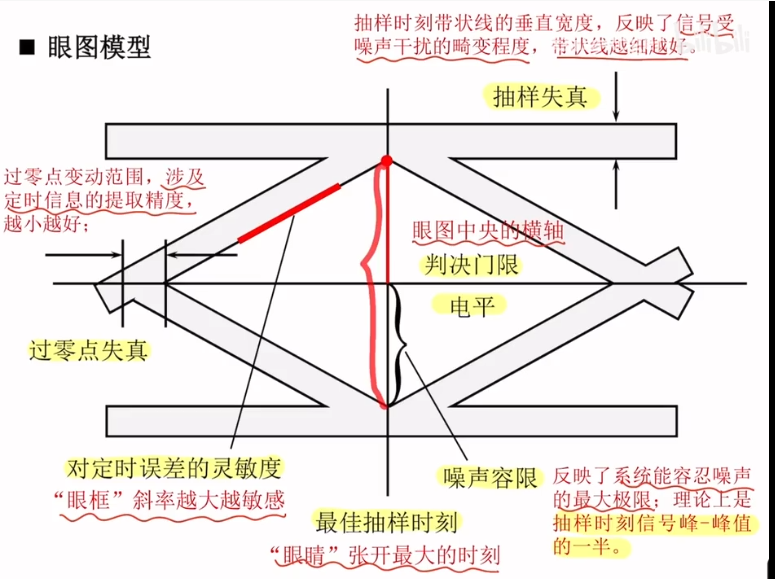 抽样时刻带状线的垂直宽度，反映了信号受
噪声干扰的畸变程度，带状线越细越好
■ 眼图模型
抽样失真
过零点变动范围，涉及
定时信息的提取精度，
越小越好；
眼图中央的横轴
判决门限
电平
过零点失真
对定时误差的灵敏度
“眼框”斜率越大越敏感
噪声容限
反映了系统能容忍噪声
的最大极限；理论上是
抽样时刻信号峰-峰值
的一半。
最佳抽样时刻
“眼睛”张开最大的时刻
bilibili